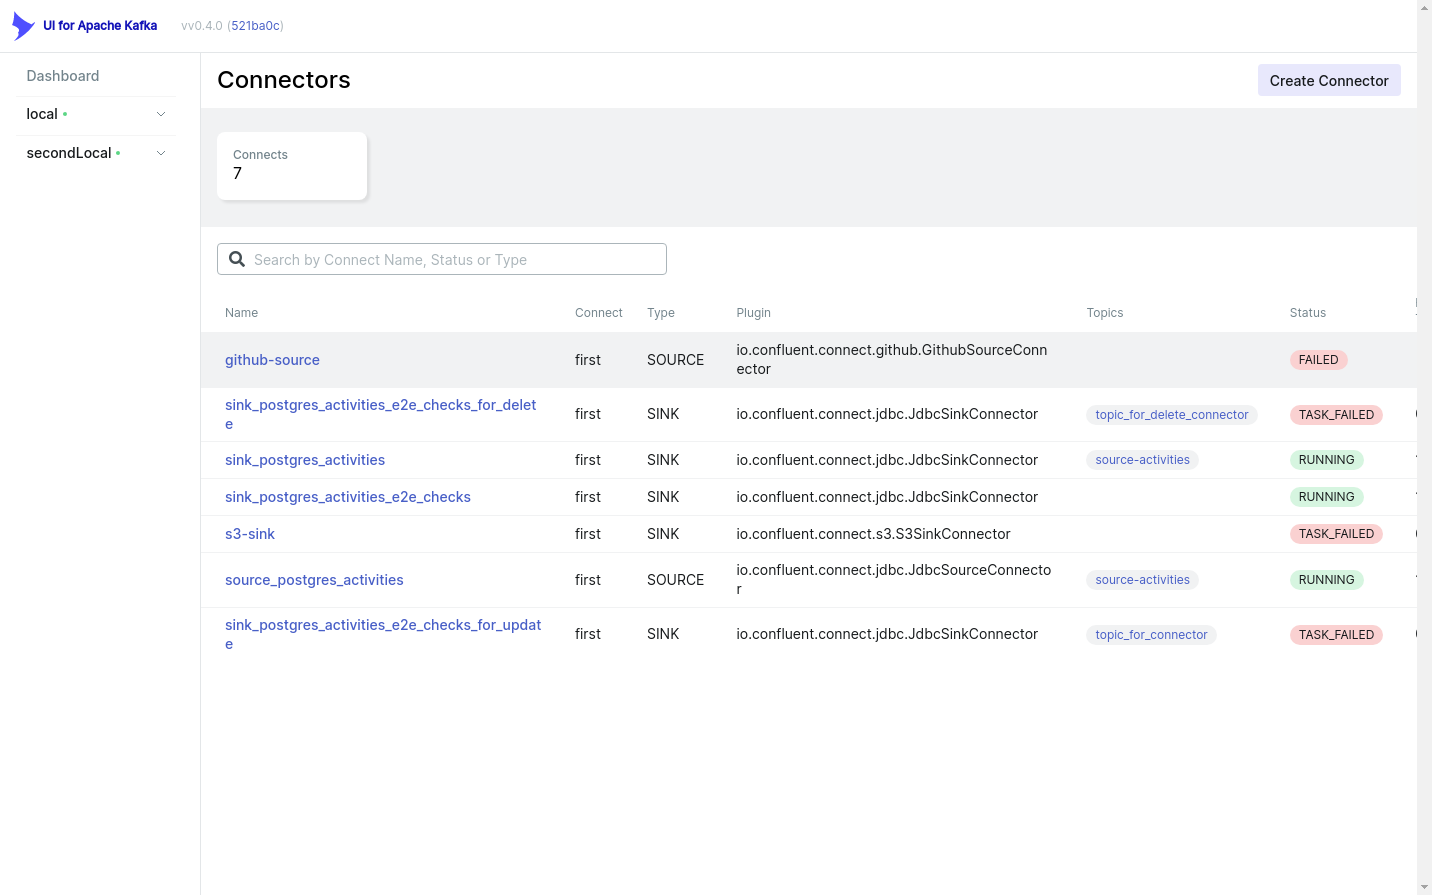 UI for Apache Kafka
vv0.4.0 (521ba0c)
Dashboard
local
secondLocal
Connectors
Create Connector
Connects
7
Search by Connect Name, Status or Type
Name Connect Type Plugin Topics Status
github-source first SOURCE io.confluent.connect.github.GithubSourceConn
ector FAILED
sink_postgres_activities_e2e_checks_for_delet
e first SINK io.confluent.connect.jdbc.JdbcSinkConnector topic_for_delete_connector TASK_FAILED
sink_postgres_activities first SINK io.confluent.connect.jdbc.JdbcSinkConnector source-activities RUNNING
sink_postgres_activities_e2e_checks first SINK io.confluent.connect.jdbc.JdbcSinkConnector RUNNING
s3-sink first SINK io.confluent.connect.s3.S3SinkConnector TASK_FAILED
source_postgres_activities first SOURCE io.confluent.connect.jdbc.JdbcSourceConnecto
r source-activities RUNNING
sink_postgres_activities_e2e_checks_for_updat
e first SINK io.confluent.connect.jdbc.JdbcSinkConnector topic_for_connector TASK_FAILED